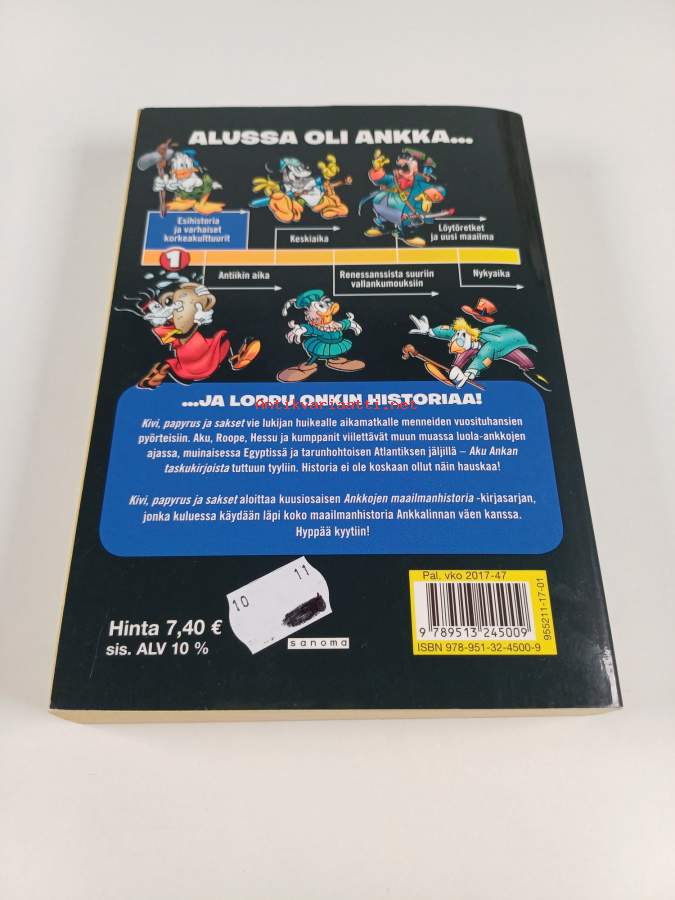 ALUSSA OLI ANKKA...
Esihistoria
ja varhaiset
korkeakulttuurit
Keskiaika
Löytöretket
ja uusi maailma
1
Antiikin aika
Renessanssista suuriin
vallankumouksiin
Nykyaika
...JA LOPPU ONKIN HISTORIAA!
Antikvariaatti.net
Kivi, papyrus ja sakset vie lukijan huikealle aikamatkalle menneiden vuosituhansien
pyörteisiin. Aku, Roope, Hessu ja kumppanit viilettävät muun muassa luola-ankkojen
ajassa, muinaisessa Egyptissä ja tarunhohtoisen Atlantiksen jäljillä – Aku Ankan
taskukirjoista tuttuun tyyliin. Historia ei ole koskaan ollut näin hauskaa!
Kivi, papyrus ja sakset aloittaa kuusiosaisen Ankkojen maailmanhistoria -kirjasarjan,
jonka kuluessa käydään läpi koko maailmanhistoria Ankkalinnan väen kanssa.
Hyppää kyytiin!
Hinta 7,40 €
sis. ALV 10 %
10 11
sanoma
Pal. vko 2017-47
9 789513 245009
ISBN 978-951-32-4500-9
955211-17-01